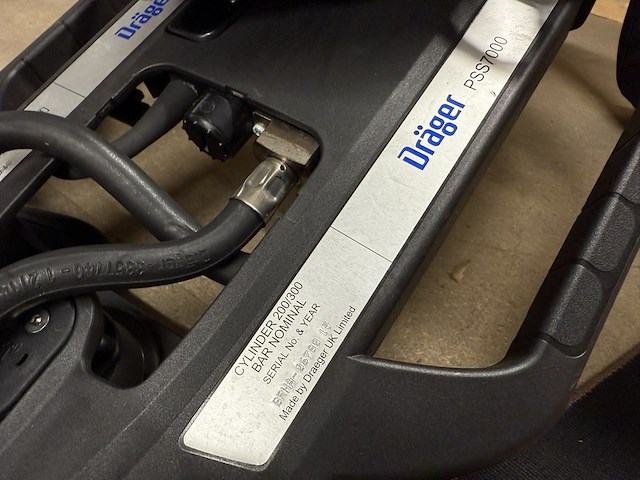 Dräger
Dräger
PSS7000
CYLINDER 200/300
BAR NOMINAL
SERIAL No. & YEAR
Made by Draeger UK Limited